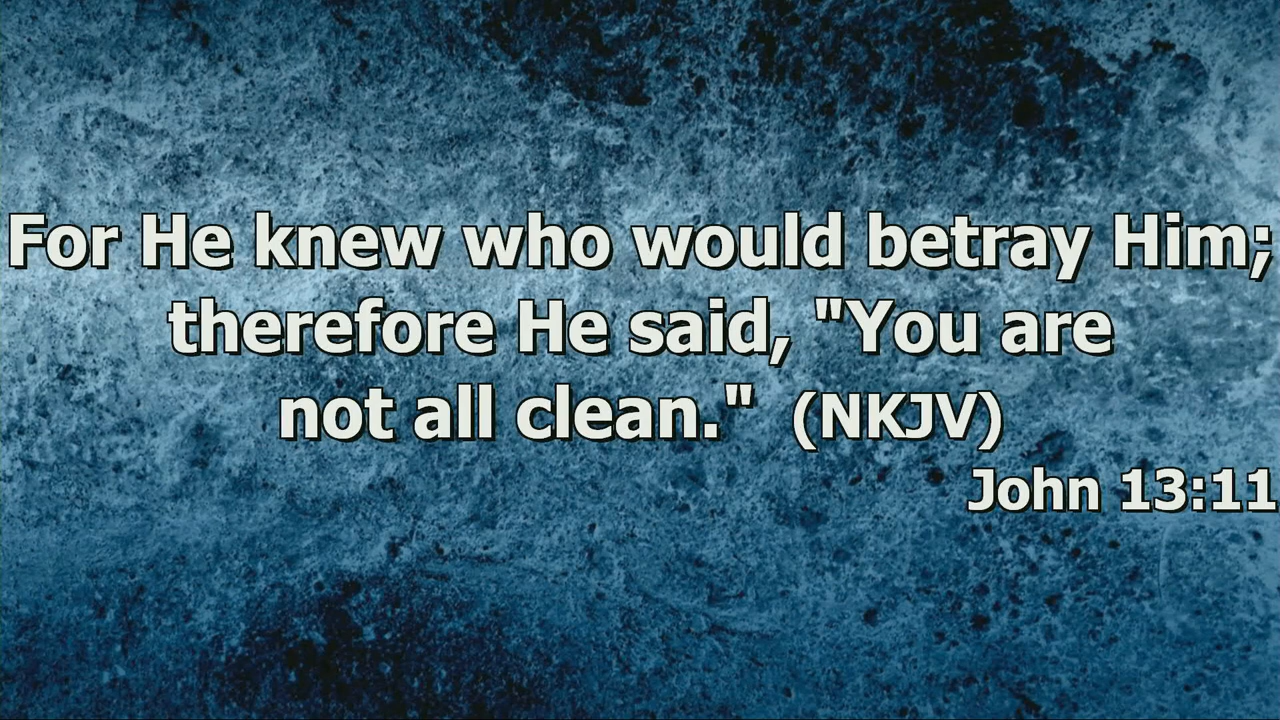 For He knew who would betray Him;
therefore He said, "You are
not all clean."  (NKJV)
John 13:11